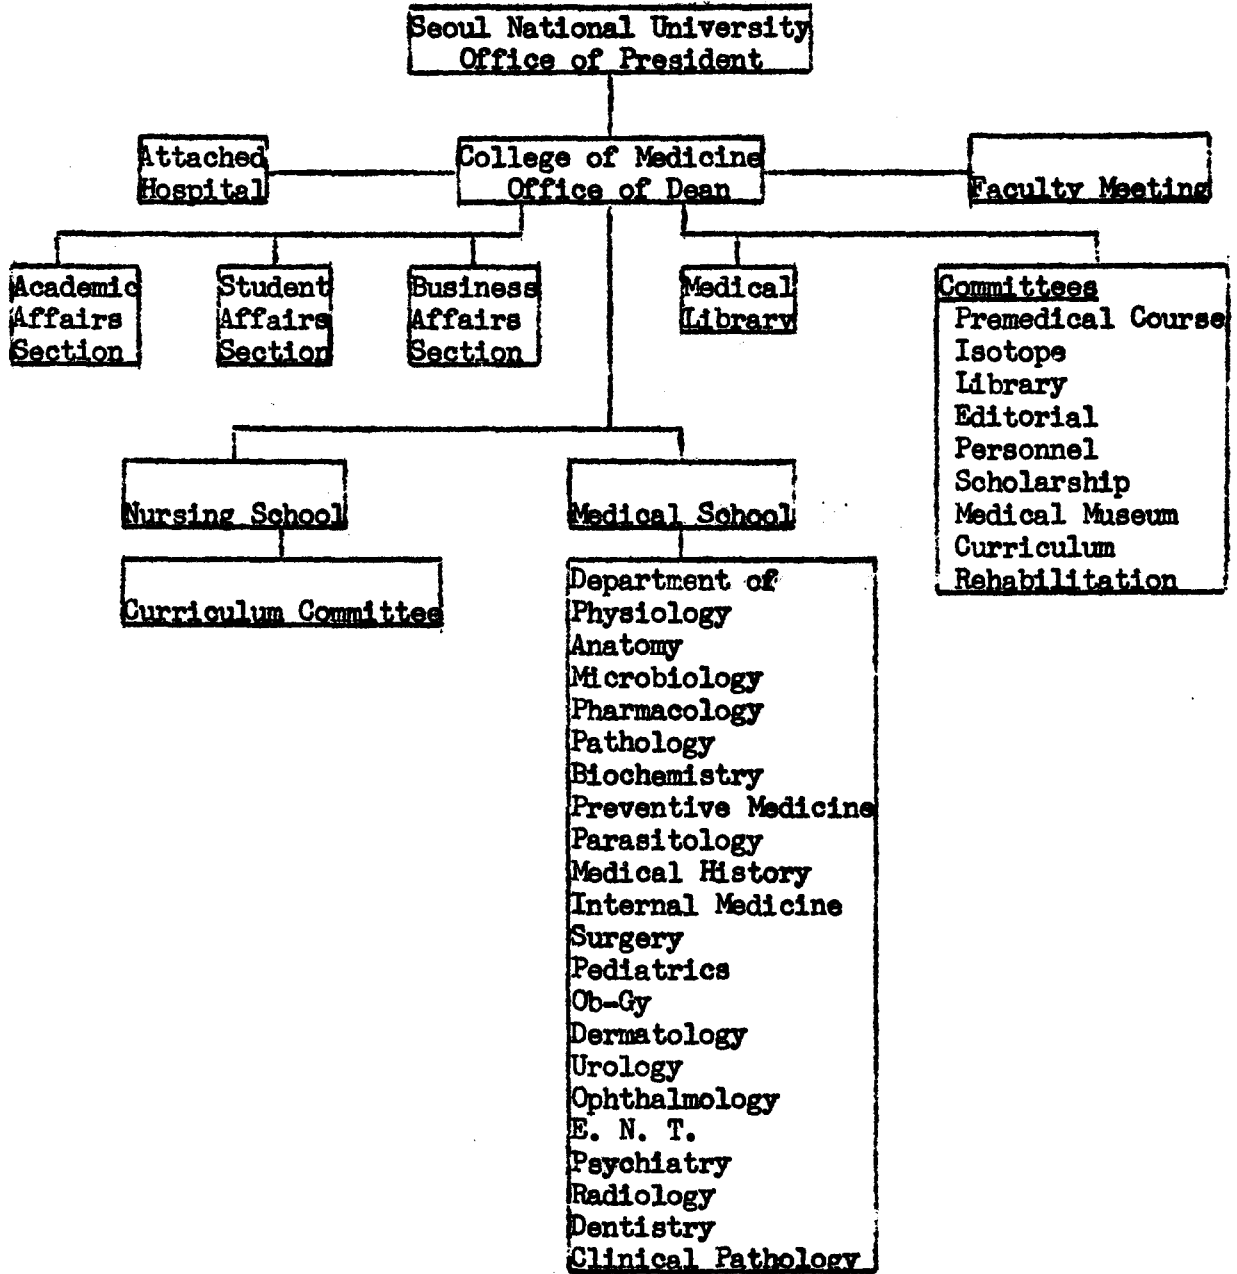 Seoul National University
Office of President
Attached
Hospital
College of Medicine
Office of Dean
Faculty Meeting
Academic
Affairs
Section
Student
Affairs
Section
Business
Affairs
Section
Medical
Library
Committees
Premedical Course
Isotope
Library
Editorial
Personnel
Scholarship
Medical Museum
Curriculum
Rehabilitation
Nursing School
Curriculum Committee
Medical School
Department of
Physiology
Anatomy
Microbiology
Pharmacology
Pathology
Biochemistry
Preventive Medicine
Parasitology
Medical History
Internal Medicine
Surgery
Pediatrics
Ob-Gy
Dermatology
Urology
Ophthalmology
E. N. T.
Psychiatry
Radiology
Dentistry
Clinical Pathology